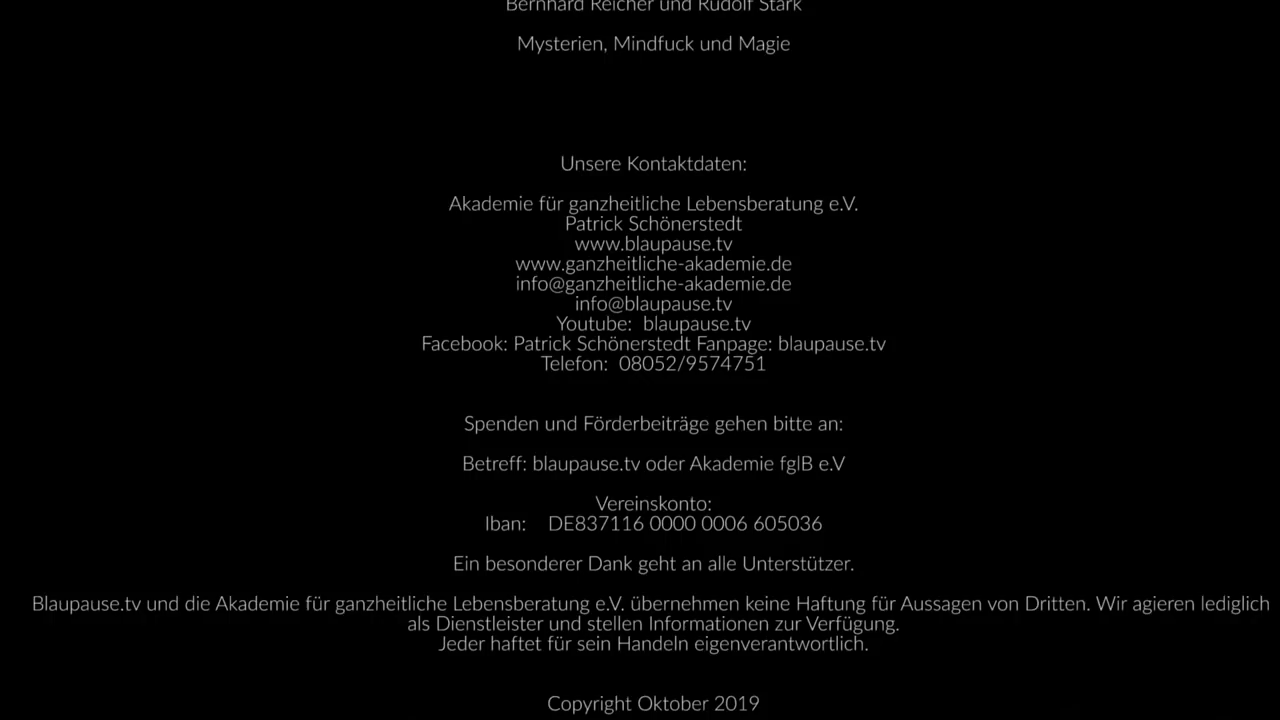 Bernhard Reicher und Rudolf Stark
Mysterien, Mindfuck und Magie
Unsere Kontaktdaten:
Akademie für ganzheitliche Lebensberatung e.V.
Patrick Schönerstedt
www.blaupause.tv
www.ganzheitliche-akademie.de
info@ganzheitliche-akademie.de
info@blaupause.tv
Youtube: blaupause.tv
Facebook: Patrick Schönerstedt Fanpage: blaupause.tv
Telefon: 08052/9574751
Spenden und Förderbeiträge gehen bitte an:
Betreff: blaupause.tv oder Akademie fglB e.V
Vereinskonto:
Iban: DE837116 0000 0006 605036
Ein besonderer Dank geht an alle Unterstützer.
Blaupause.tv und die Akademie für ganzheitliche Lebensberatung e.V. übernehmen keine Haftung für Aussagen von Dritten. Wir agieren lediglich
als Dienstleister und stellen Informationen zur Verfügung.
Jeder haftet für sein Handeln eigenverantwortlich.
Copyright Oktober 2019